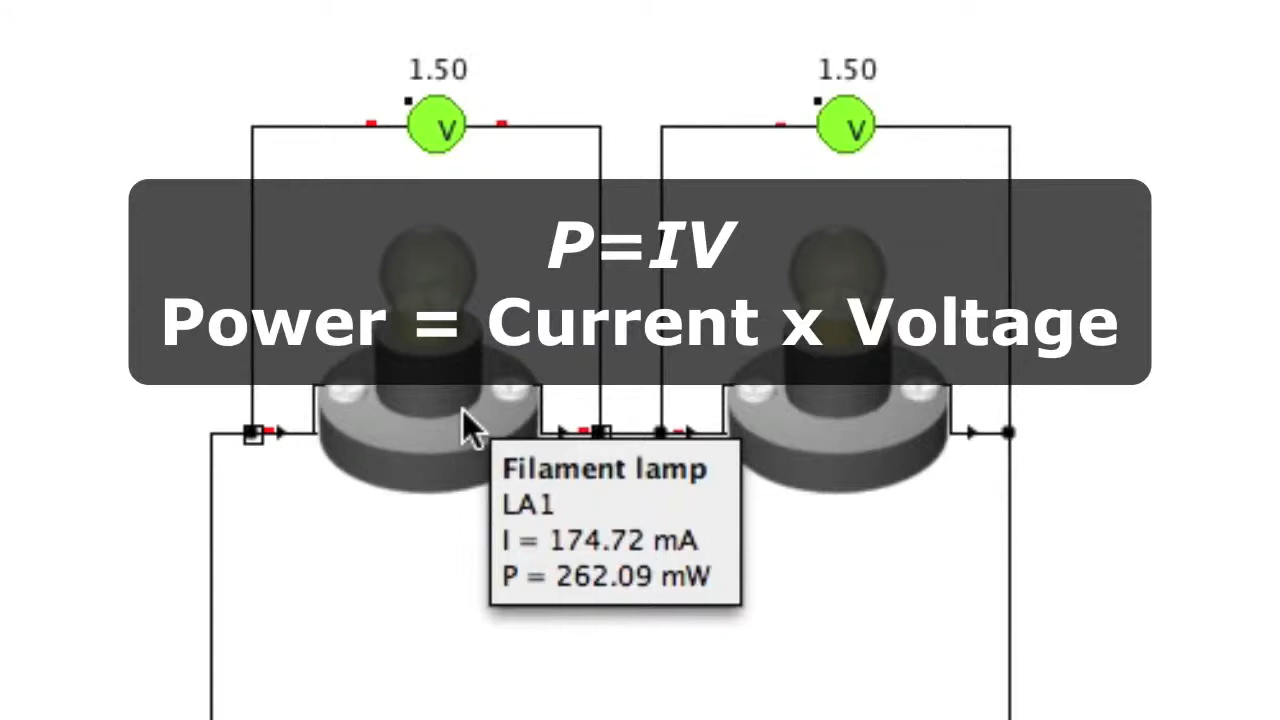 1.50 1.50
V V
P=IV
Power = Current x Voltage
Filament lamp
LA1
I = 174.72 mA
P = 262.09 mW